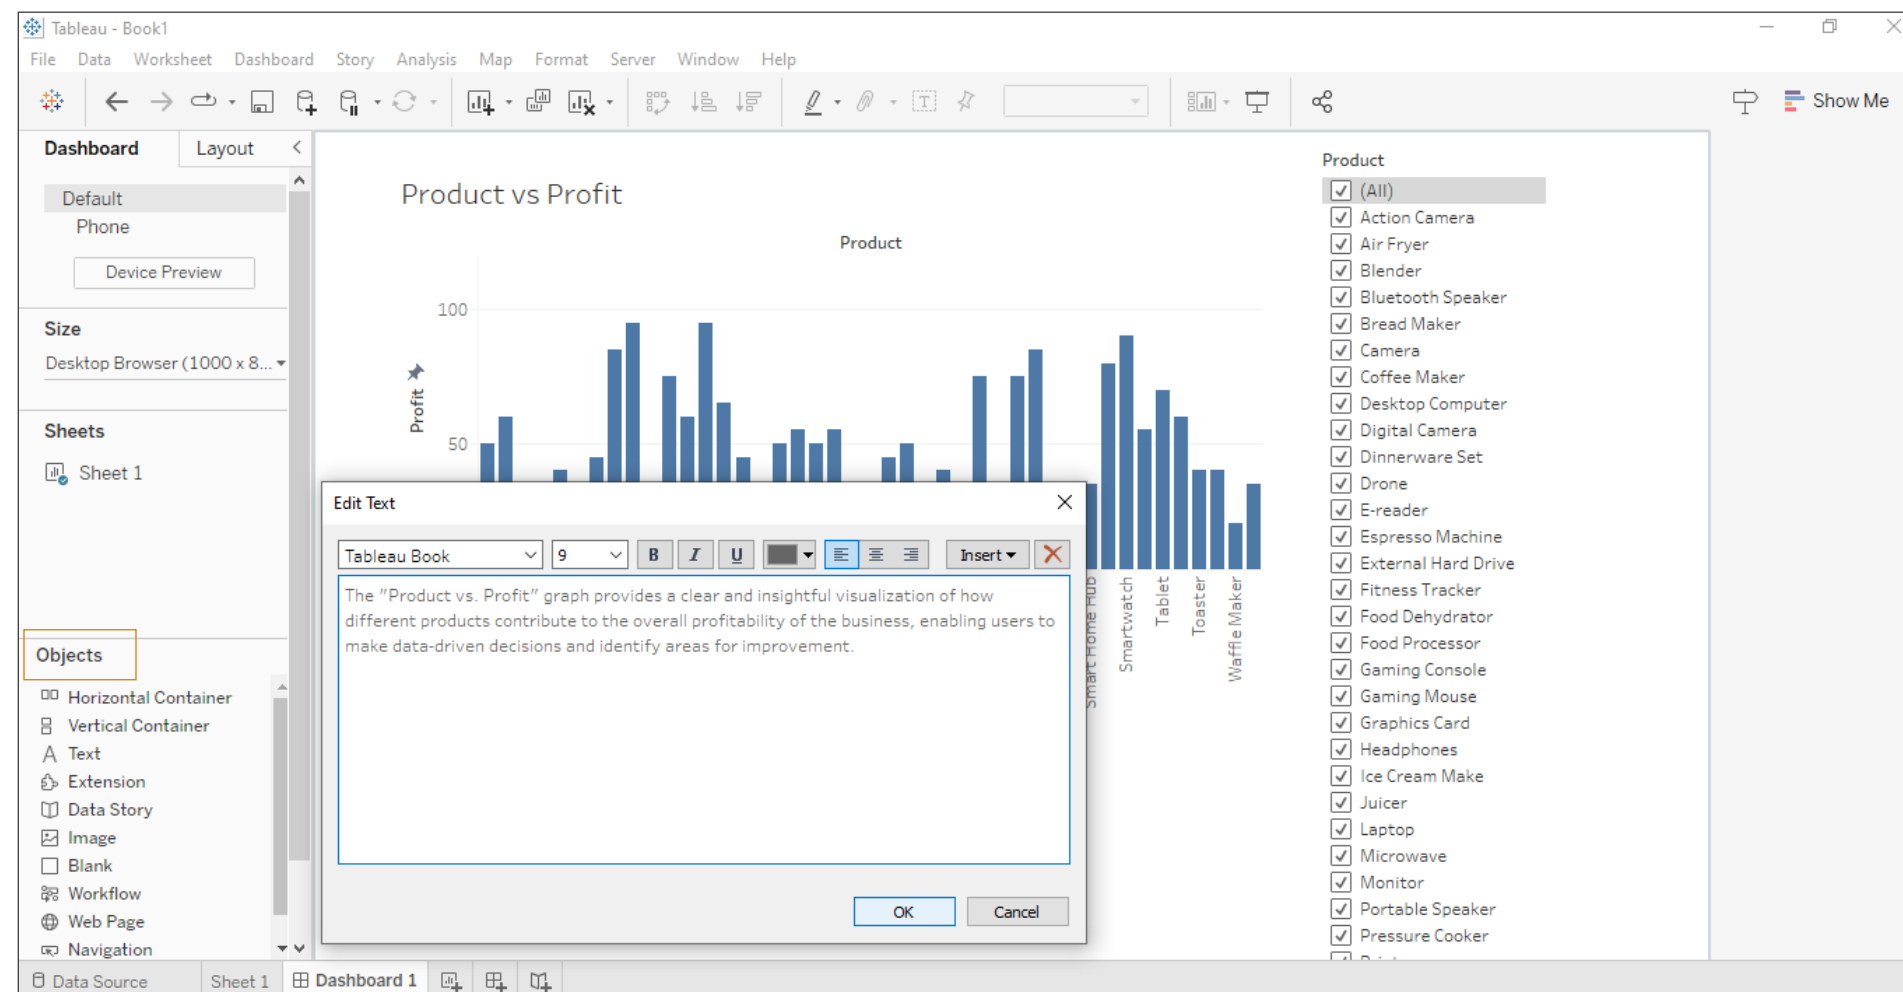 Tableau - Book1
File Data Worksheet Dashboard Story Analysis Map Format Server Window Help
Show Me
Dashboard Layout
Default
Phone
Device Preview
Size
Desktop Browser (1000 x 8...
Sheets
Sheet 1
Objects
Horizontal Container
Vertical Container
Text
Extension
Data Story
Image
Blank
Workflow
Web Page
Navigation
Product vs Profit
Product
100
50
Profit
Smart Home Hub
Smartwatch
Tablet
Toaster
Waffle Maker
Edit Text
Tableau Book 9 B I U Insert
The "Product vs. Profit" graph provides a clear and insightful visualization of how
different products contribute to the overall profitability of the business, enabling users to
make data-driven decisions and identify areas for improvement.
OK Cancel
Product
(All)
Action Camera
Air Fryer
Blender
Bluetooth Speaker
Bread Maker
Camera
Coffee Maker
Desktop Computer
Digital Camera
Dinnerware Set
Drone
E-reader
Espresso Machine
External Hard Drive
Fitness Tracker
Food Dehydrator
Food Processor
Gaming Console
Gaming Mouse
Graphics Card
Headphones
Ice Cream Make
Juicer
Laptop
Microwave
Monitor
Portable Speaker
Pressure Cooker
Data Source Sheet 1 Dashboard 1